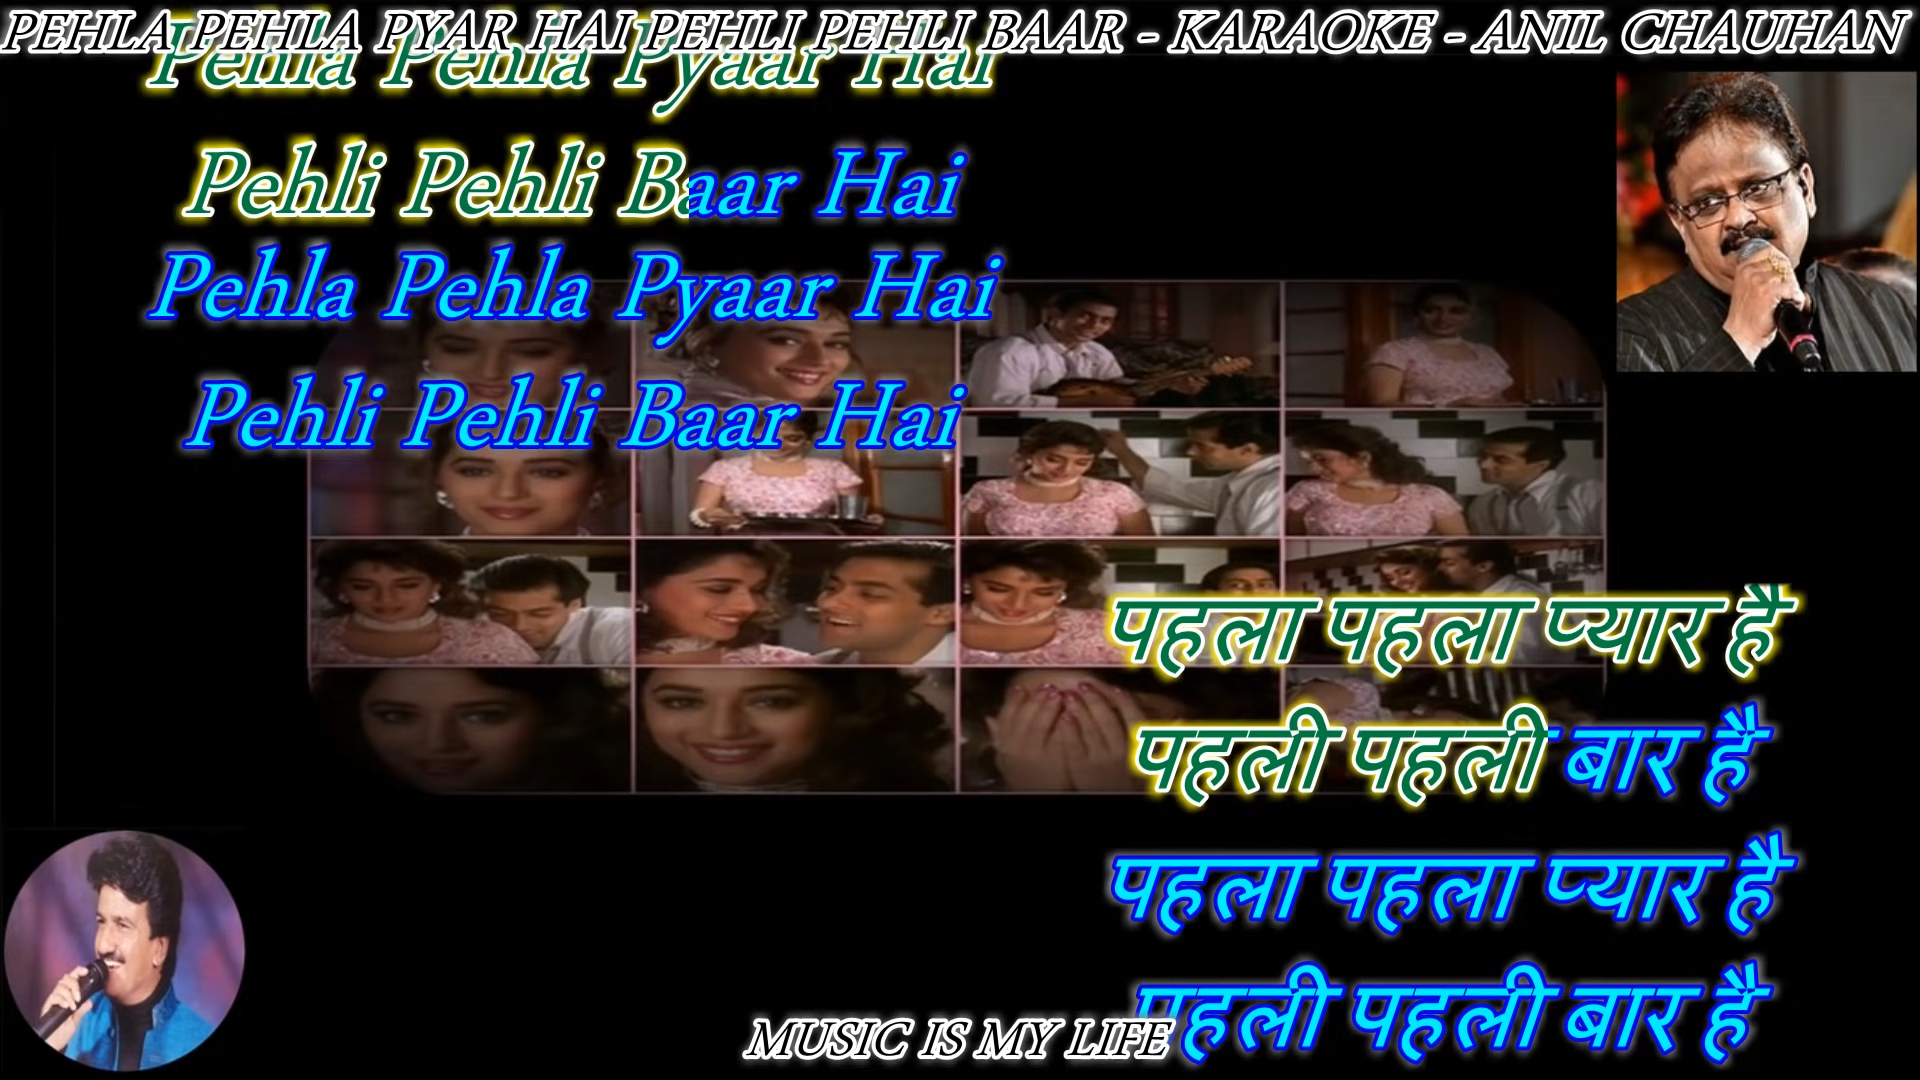 PEHLA PEHLA PYAR HAI PEHLI PEHLI BAAR - KARAOKE - ANIL CHAUHAN
Pehla Pehla Pyaar Hai
Pehli Pehli Baar Hai
Pehla Pehla Pyaar Hai
Pehli Pehli Baar Hai
पहला पहला प्यार है
पहली पहली बार है
पहला पहला प्यार है
पहली पहली बार है
MUSIC IS MY LIFE